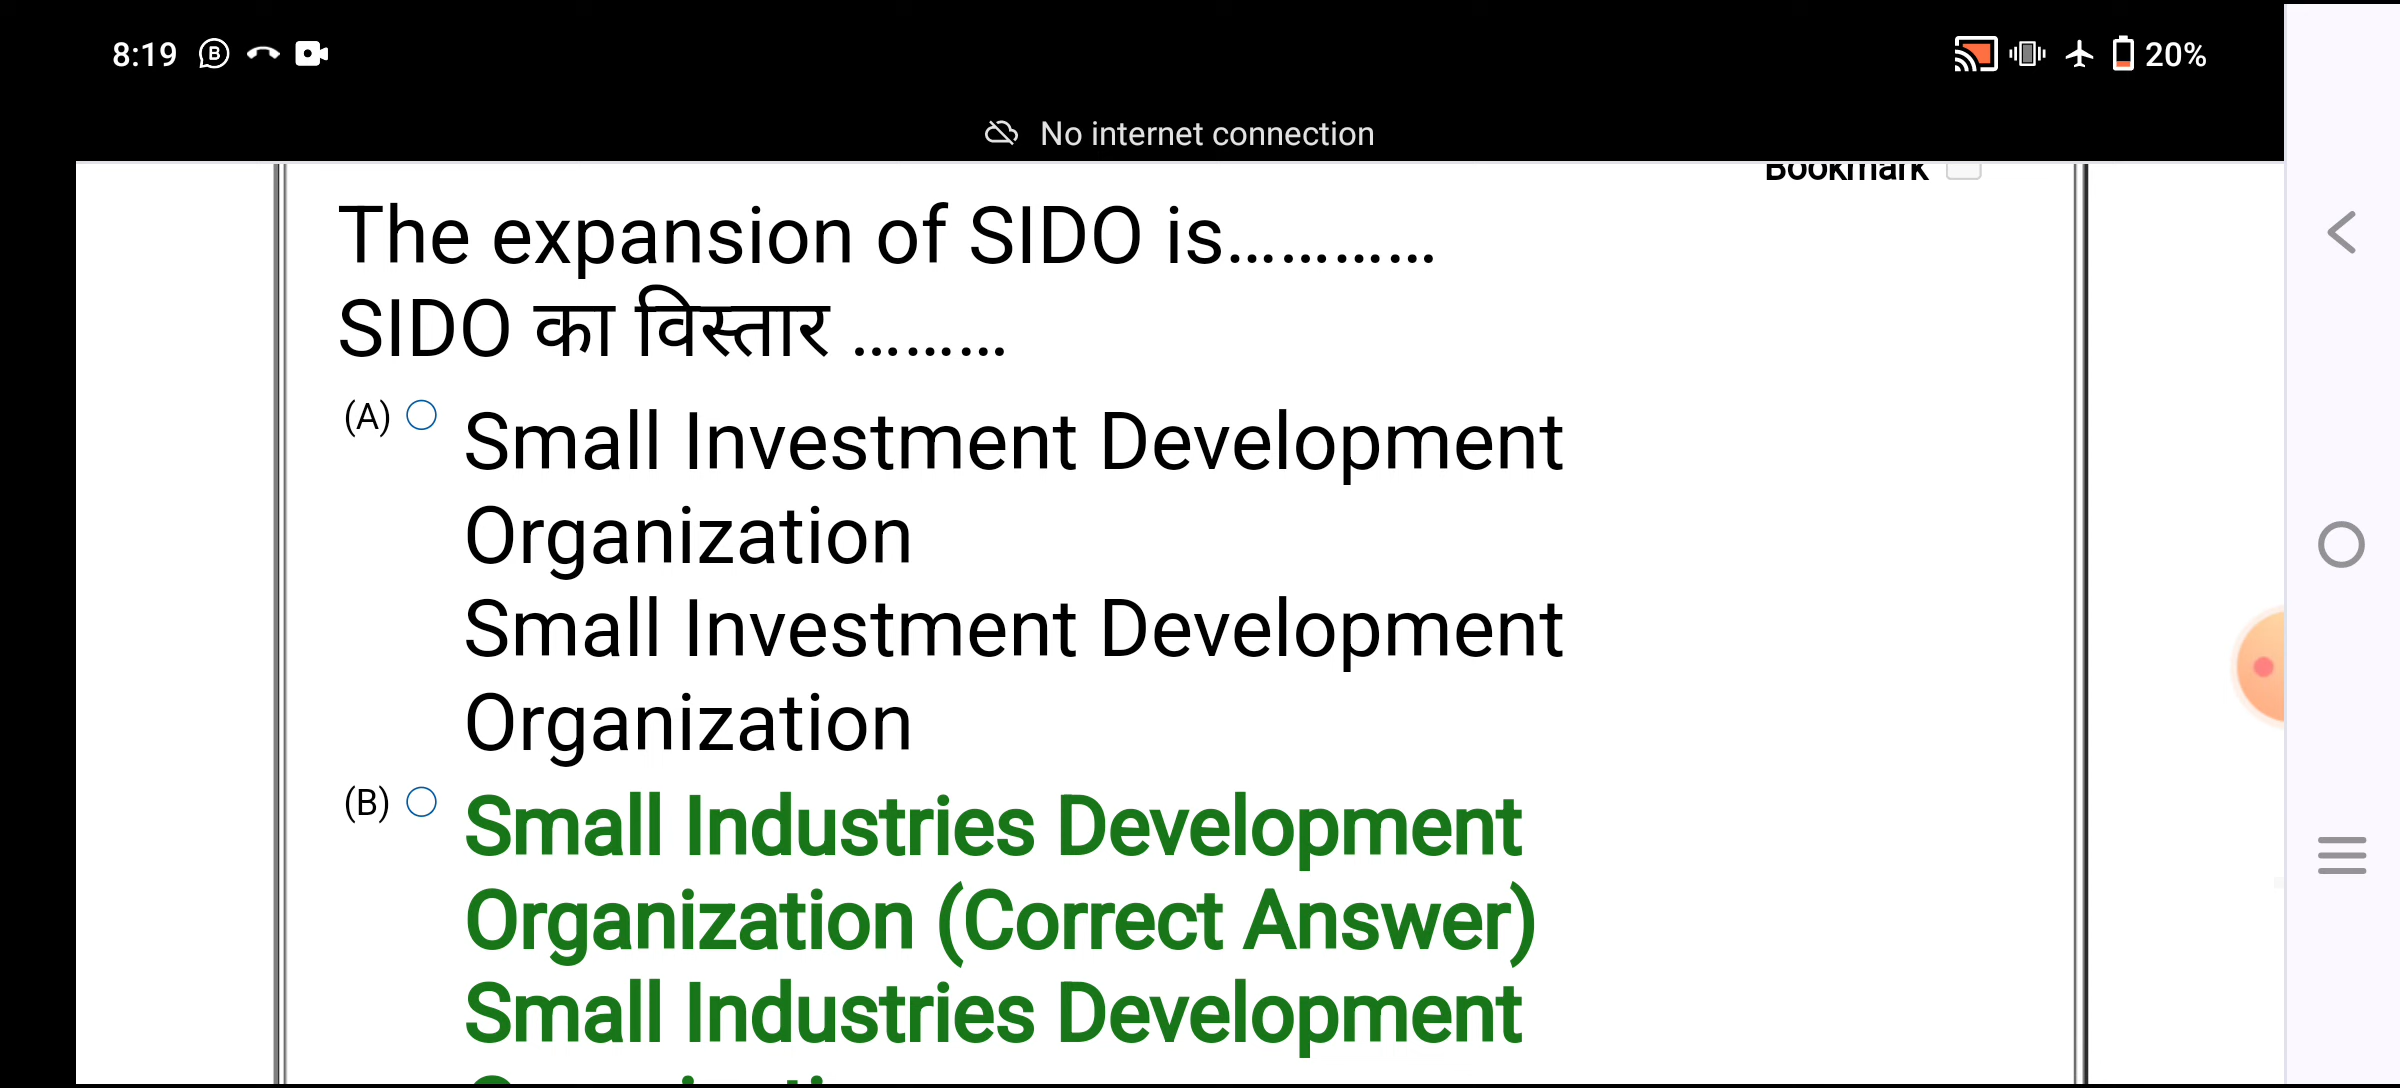 8:19 20%
No internet connection
Bookmark
The expansion of SIDO is............
SIDO का विस्तार .........
(A) Small Investment Development
Organization
Small Investment Development
Organization
(B) Small Industries Development
Organization (Correct Answer)
Small Industries Development